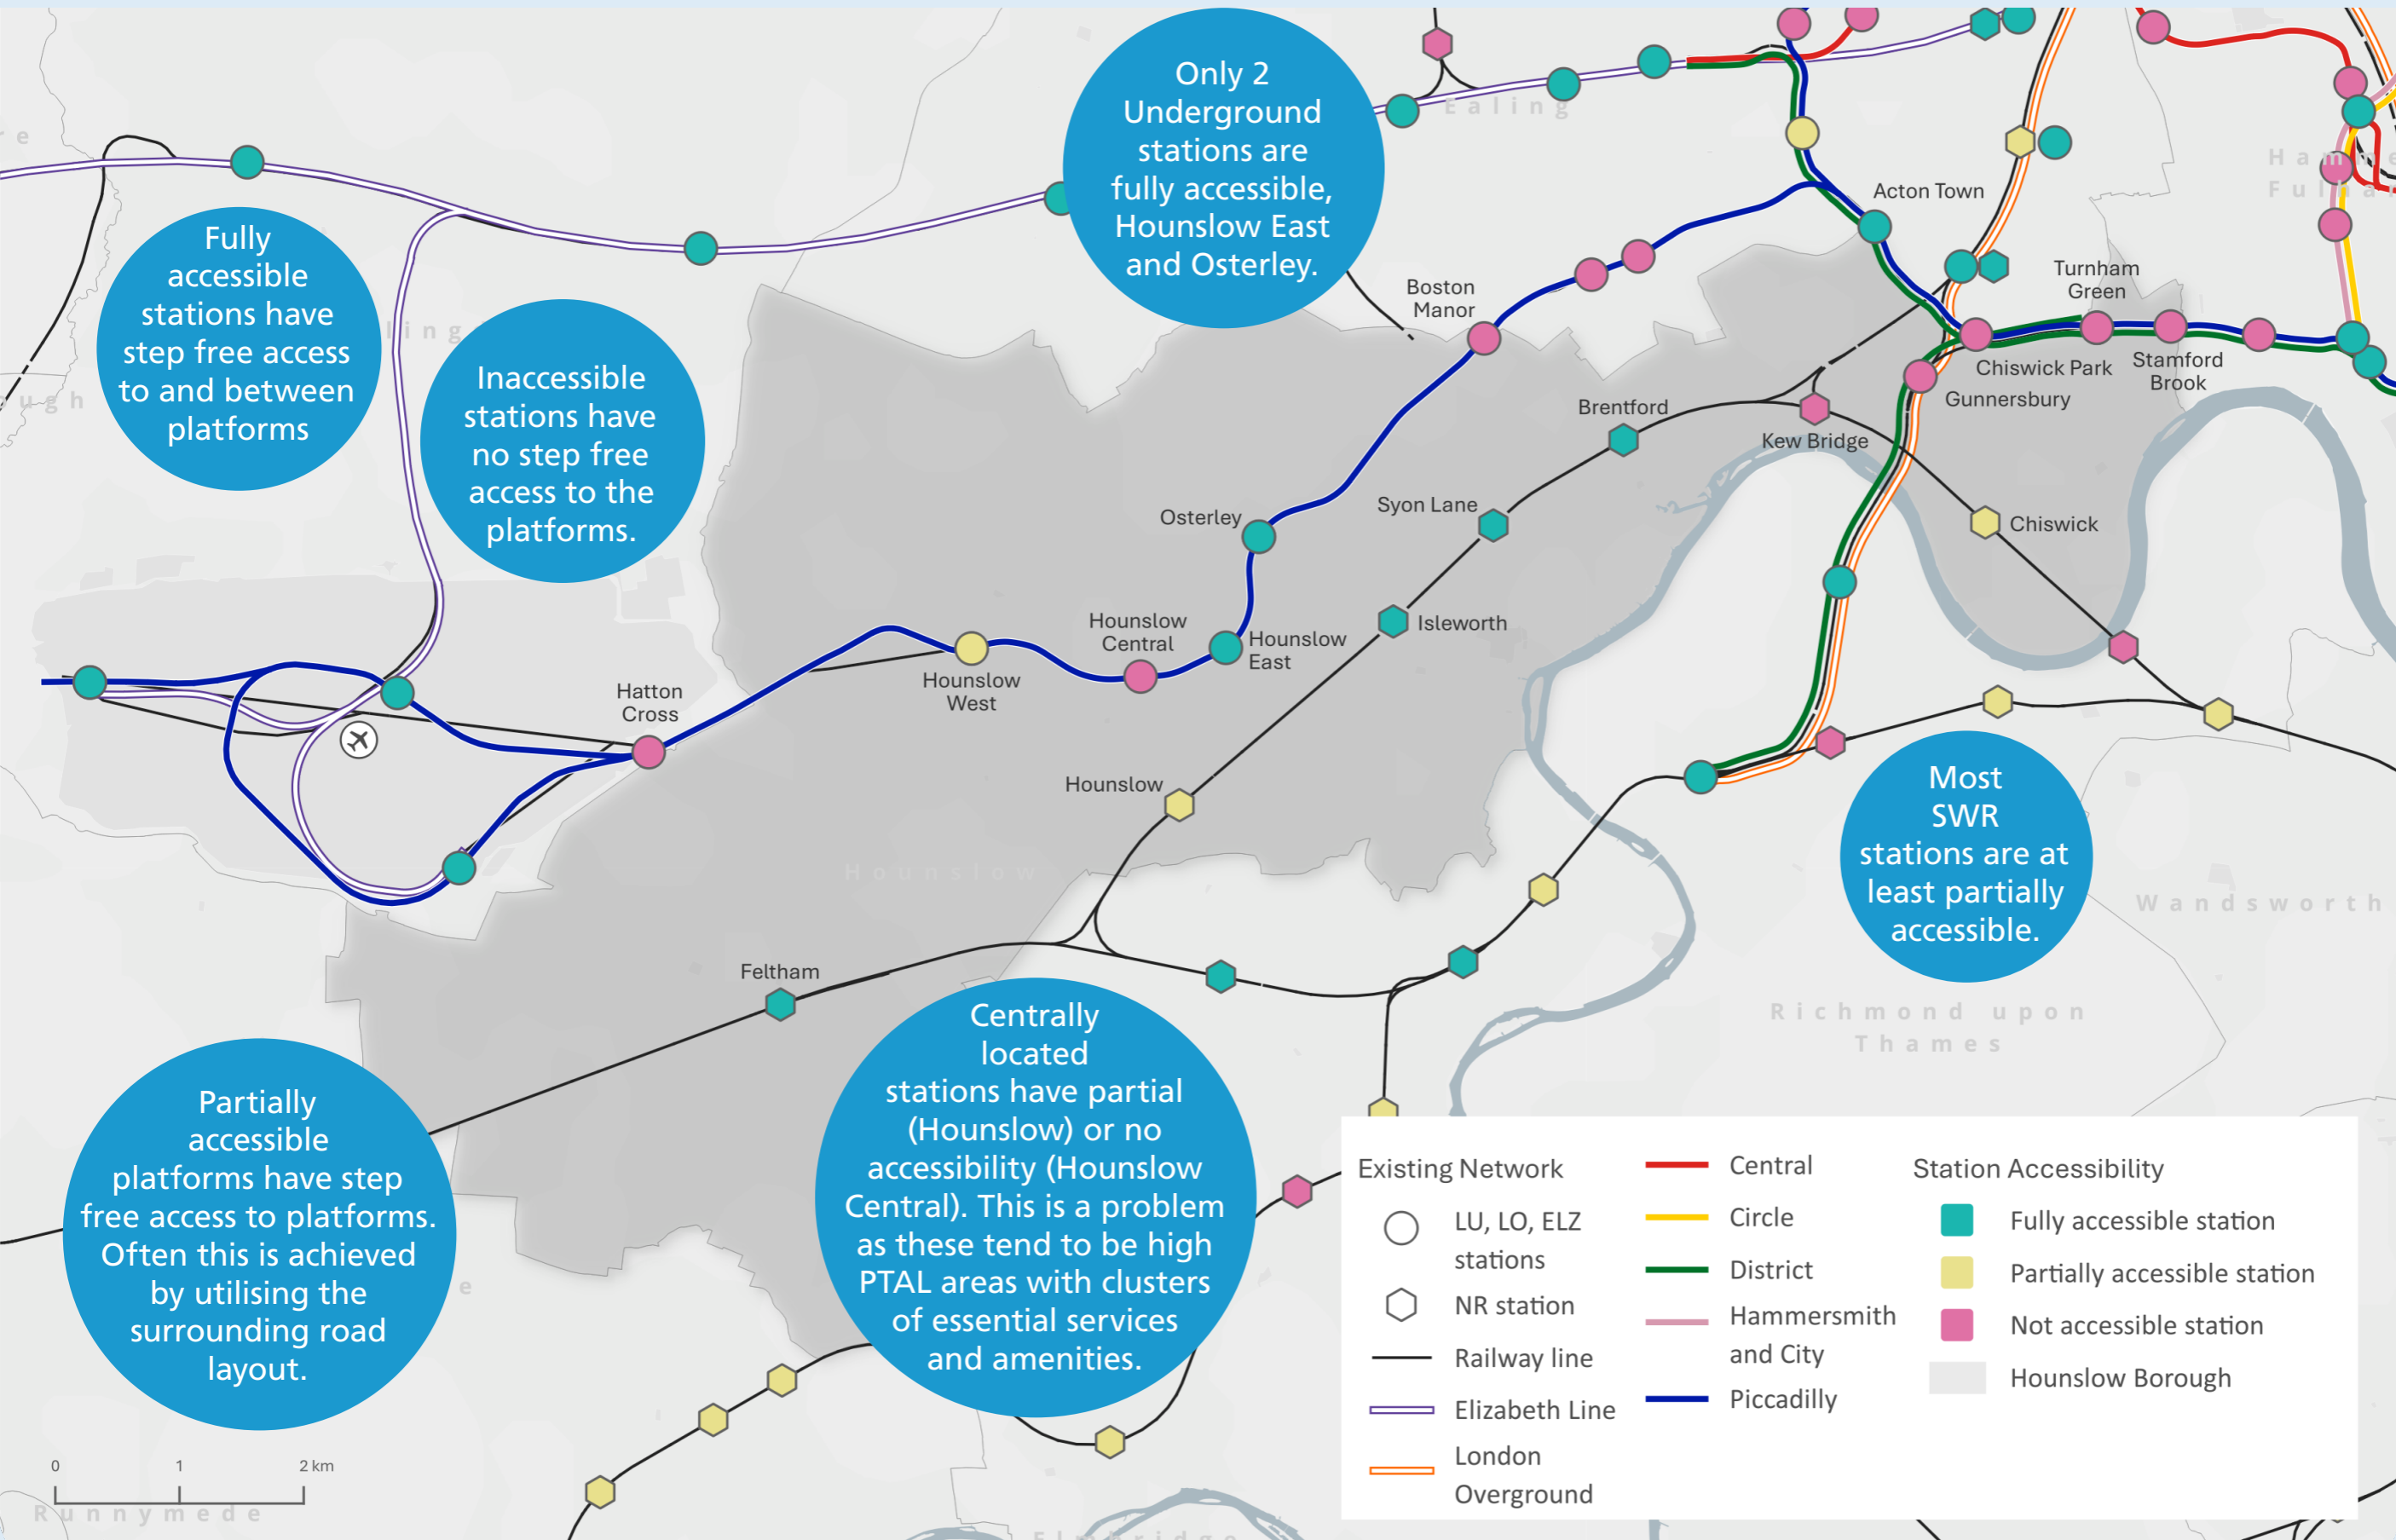 Only 2
Underground
stations are
fully accessible,
Hounslow East
and Osterley.
Fully
accessible
stations have
step free access
to and between
platforms
Inaccessible
stations have
no step free
access to the
platforms.
Ealing
Acton Town
Boston
Manor
Turnham
Green
Chiswick Park
Stamford
Brook
Gunnersbury
Brentford
Kew Bridge
Syon Lane
Osterley
Chiswick
Isleworth
Hounslow
Central
Hounslow
East
Hounslow
West
Hatton
Cross
Hounslow
Hounslow
Feltham
Most
SWR
stations are at
least partially
accessible.
Wandsworth
Richmond upon
Thames
Partially
accessible
platforms have step
free access to platforms.
Often this is achieved
by utilising the
surrounding road
layout.
Centrally
located
stations have partial
(Hounslow) or no
accessibility (Hounslow
Central). This is a problem
as these tend to be high
PTAL areas with clusters
of essential services
and amenities.
Existing Network
LU, LO, ELZ
stations
NR station
Railway line
Elizabeth Line
London
Overground
Central
Circle
District
Hammersmith
and City
Piccadilly
Station Accessibility
Fully accessible station
Partially accessible station
Not accessible station
Hounslow Borough
0 1 2 km
Runnymede